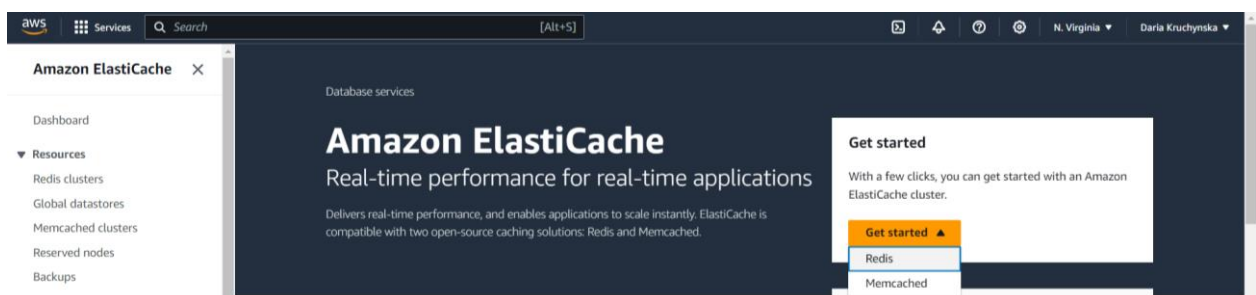 aws Services Search [Alt+S] N. Virginia Daria Kruchynska
Amazon ElastiCache
Dashboard
Resources
Redis clusters
Global datastores
Memcached clusters
Reserved nodes
Backups
Database services
Amazon ElastiCache
Real-time performance for real-time applications
Delivers real-time performance, and enables applications to scale instantly. ElastiCache is
compatible with two open-source caching solutions: Redis and Memcached.
Get started
With a few clicks, you can get started with an Amazon
ElastiCache cluster.
Get started
Redis
Memcached